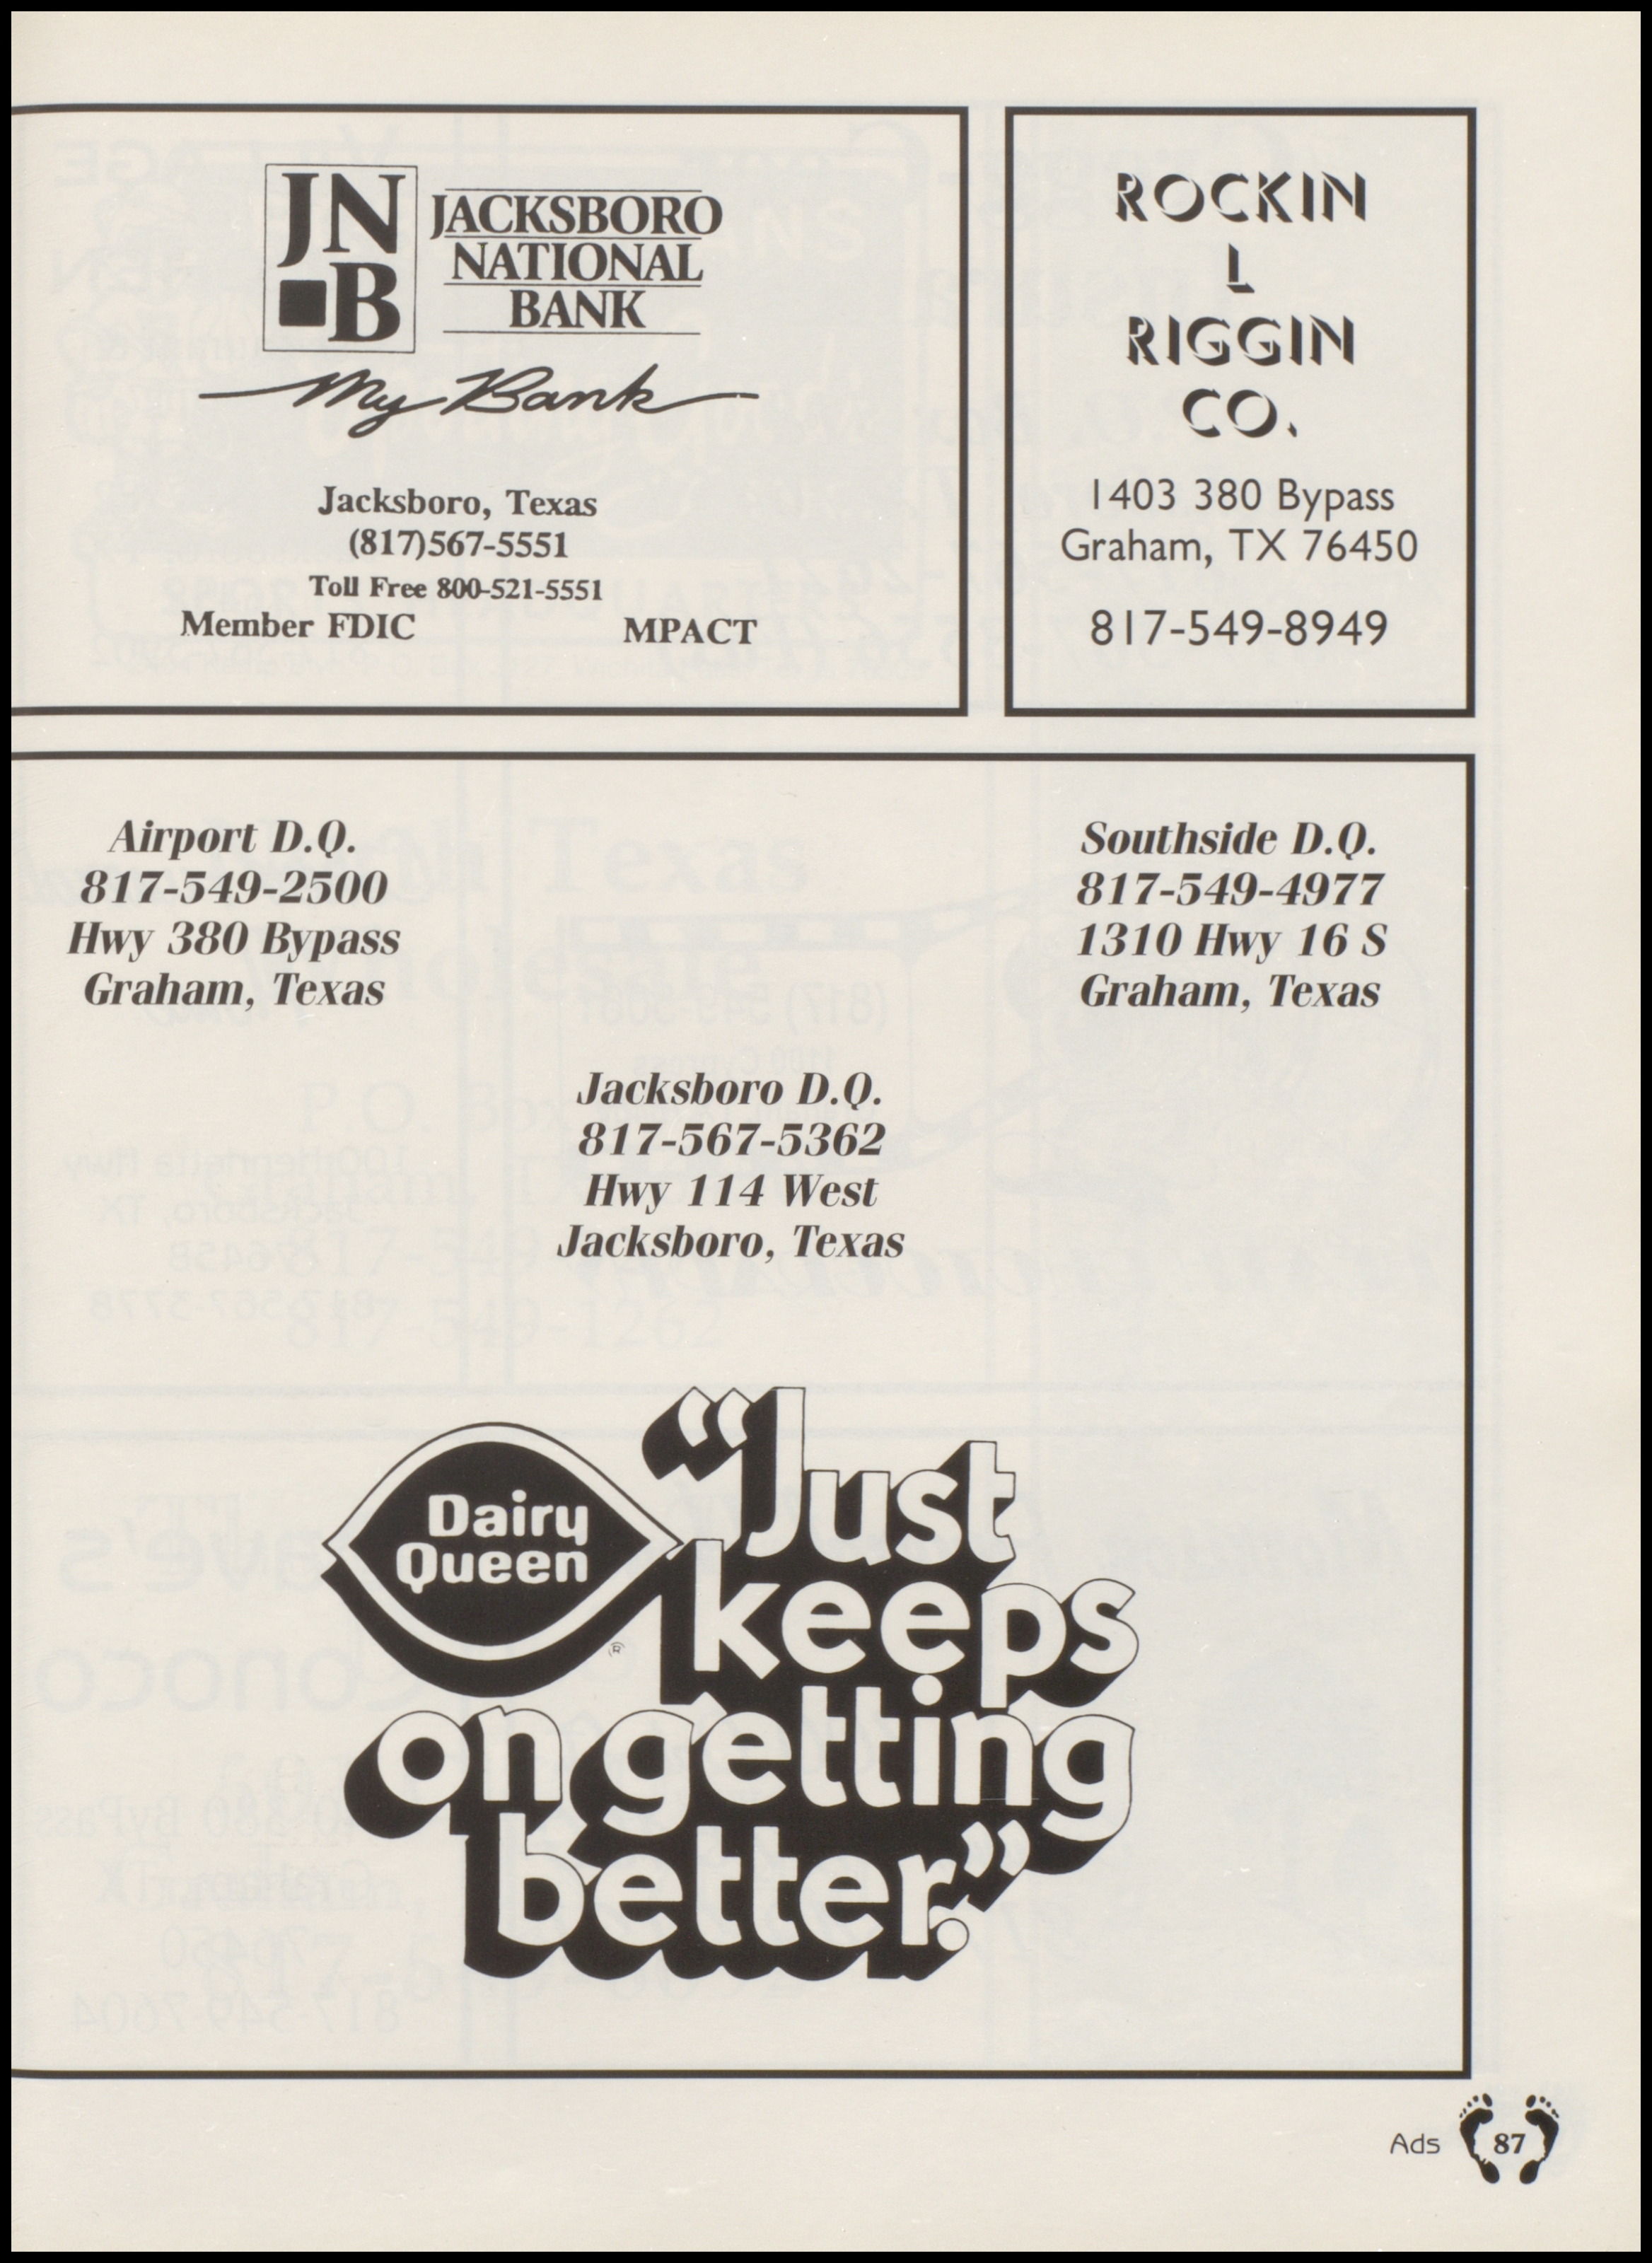 JN
B
JACKSBORO
NATIONAL
BANK
My Bank
Jacksboro, Texas
(817)567-5551
Toll Free 800-521-5551
Member FDIC MPACT
ROCKIN
L
RIGGIN
CO.
1403 380 Bypass
Graham, TX 76450
817-549-8949
Airport D.Q.
817-549-2500
Hwy 380 Bypass
Graham, Texas
Southside D.Q.
817-549-4977
1310 Hwy 16 S
Graham, Texas
Jacksboro D.Q.
817-567-5362
Hwy 114 West
Jacksboro, Texas
Dairy
Queen
®
“Just
keeps
on getting
better.”
Ads 87